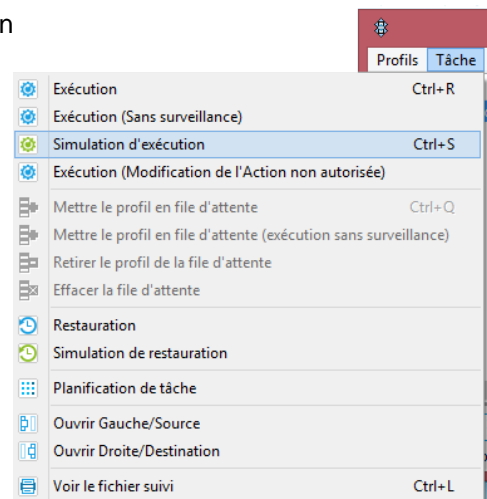 n
Profils Tâche
Exécution Ctrl+R
Exécution (Sans surveillance)
Simulation d'exécution Ctrl+S
Exécution (Modification de l'Action non autorisée)
Mettre le profil en file d'attente Ctrl+Q
Mettre le profil en file d'attente (exécution sans surveillance)
Retirer le profil de la file d'attente
Effacer la file d'attente
Restauration
Simulation de restauration
Planification de tâche
Ouvrir Gauche/Source
Ouvrir Droite/Destination
Voir le fichier suivi Ctrl+L